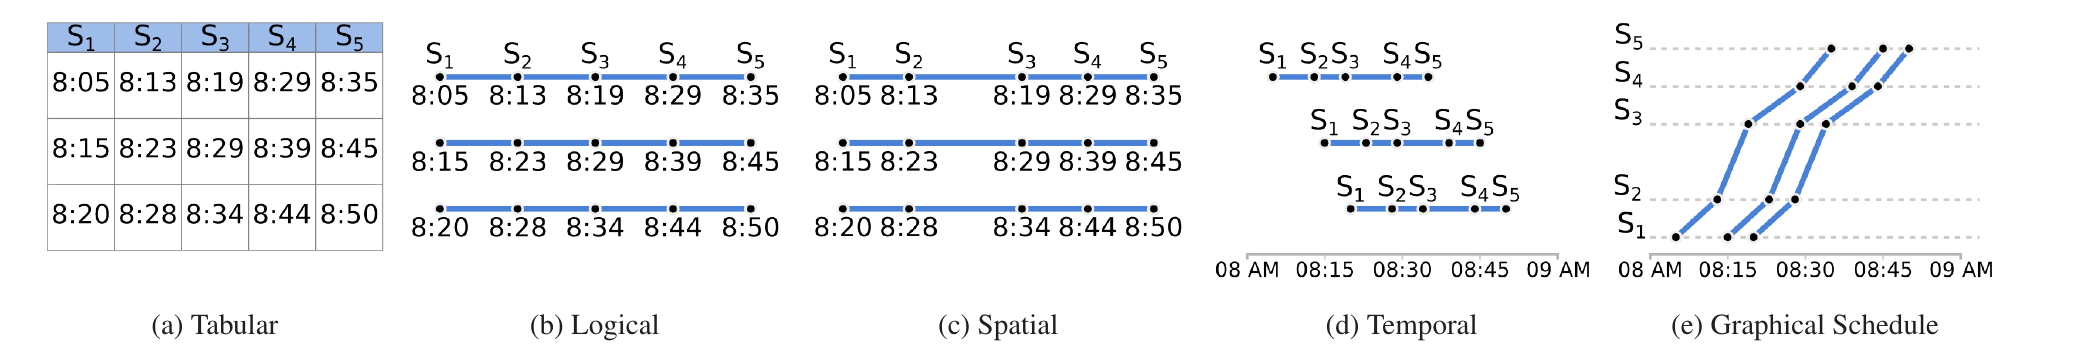 S1 S2 S3 S4 S5
8:05 8:13 8:19 8:29 8:35
8:15 8:23 8:29 8:39 8:45
8:20 8:28 8:34 8:44 8:50
(a) Tabular
S1 S2 S3 S4 S5
8:05 8:13 8:19 8:29 8:35
8:15 8:23 8:29 8:39 8:45
8:20 8:28 8:34 8:44 8:50
(b) Logical
S1 S2 S3 S4 S5
8:05 8:13 8:19 8:29 8:35
8:15 8:23 8:29 8:39 8:45
8:20 8:28 8:34 8:44 8:50
(c) Spatial
S1 S2 S3 S4 S5
S1 S2 S3 S4 S5
S1 S2 S3 S4 S5
08 AM 08:15 08:30 08:45 09 AM
(d) Temporal
S5
S4
S3
S2
S1
08 AM 08:15 08:30 08:45 09 AM
(e) Graphical Schedule